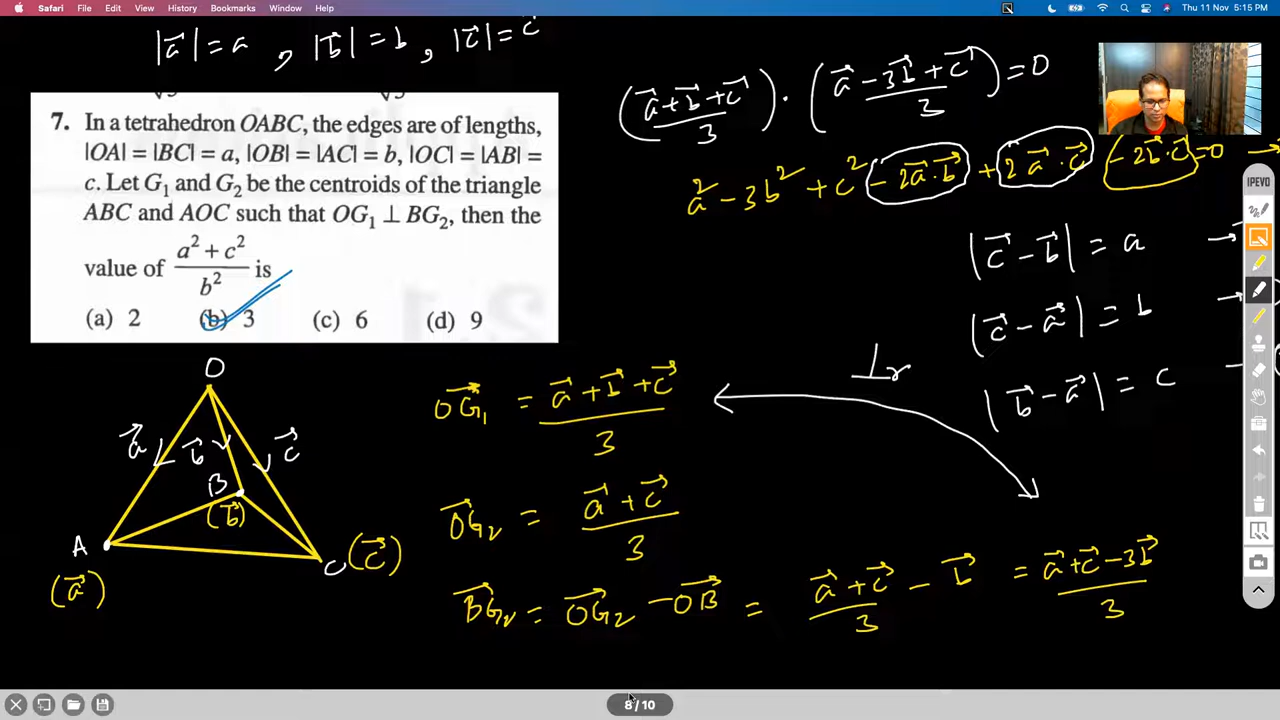 Safari File Edit View History Bookmarks Window Help Thu 11 Nov 5:15 PM
|a⃗| = a , |b⃗| = b , |c⃗| = c
7. In a tetrahedron OABC, the edges are of lengths,
|OA| = |BC| = a, |OB| = |AC| = b, |OC| = |AB| =
c. Let G₁ and G₂ be the centroids of the triangle
ABC and AOC such that OG₁ ⊥ BG₂, then the
value of (a² + c²)/b² is
(a) 2 (b) 3 (c) 6 (d) 9
((a⃗ + b⃗ + c⃗)/3) · ((a⃗ − 3b⃗ + c⃗)/3) = 0
a² − 3b² + c² − 2a⃗·b⃗ + 2a⃗·c⃗ − 2b⃗·c⃗ = 0 →
|c⃗ − b⃗| = a →
|c⃗ − a⃗| = b →
|b⃗ − a⃗| = c
IPEVO
O
a⃗ b⃗ c⃗
B
(b⃗)
A
(a⃗)
C (c⃗)
OG₁ = (a⃗ + b⃗ + c⃗)/3
⊥r
OG₂ = (a⃗ + c⃗)/3
BG₂ = OG₂ − OB = (a⃗ + c⃗)/3 − b⃗ = (a⃗ + c⃗ − 3b⃗)/3
8/10